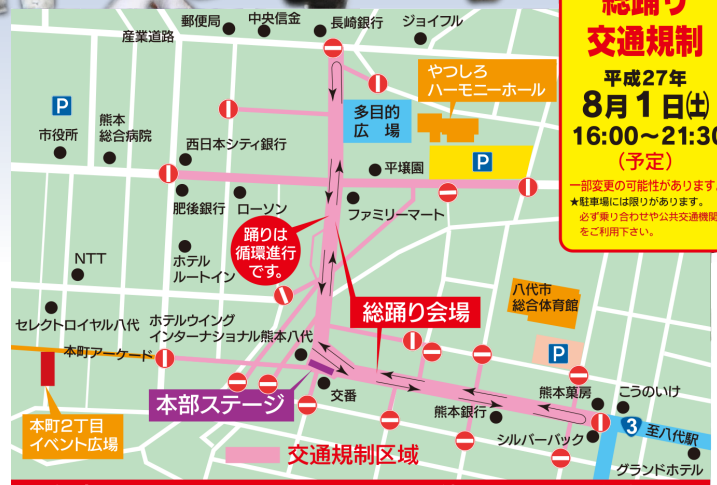 総踊り
交通規制
平成27年
8月1日(土)
16:00～21:30
(予定)
一部変更の可能性があります。
★駐車場には限りがあります。
必ず乗り合わせや公共交通機関
をご利用下さい。
郵便局
中央信金
長崎銀行
ジョイフル
産業道路
やつしろ
ハーモニーホール
P
市役所
熊本
総合病院
多目的
広場
西日本シティ銀行
平壌園
P
肥後銀行
ローソン
ファミリーマート
踊りは
循環進行
です。
NTT
ホテル
ルートイン
八代市
総合体育館
総踊り会場
セレクトロイヤル八代
ホテルウイング
インターナショナル熊本八代
本町アーケード
P
本部ステージ
交番
熊本菓房
こうのいけ
熊本銀行
3
至八代駅
シルバーバック
本町2丁目
イベント広場
交通規制区域
グランドホテル